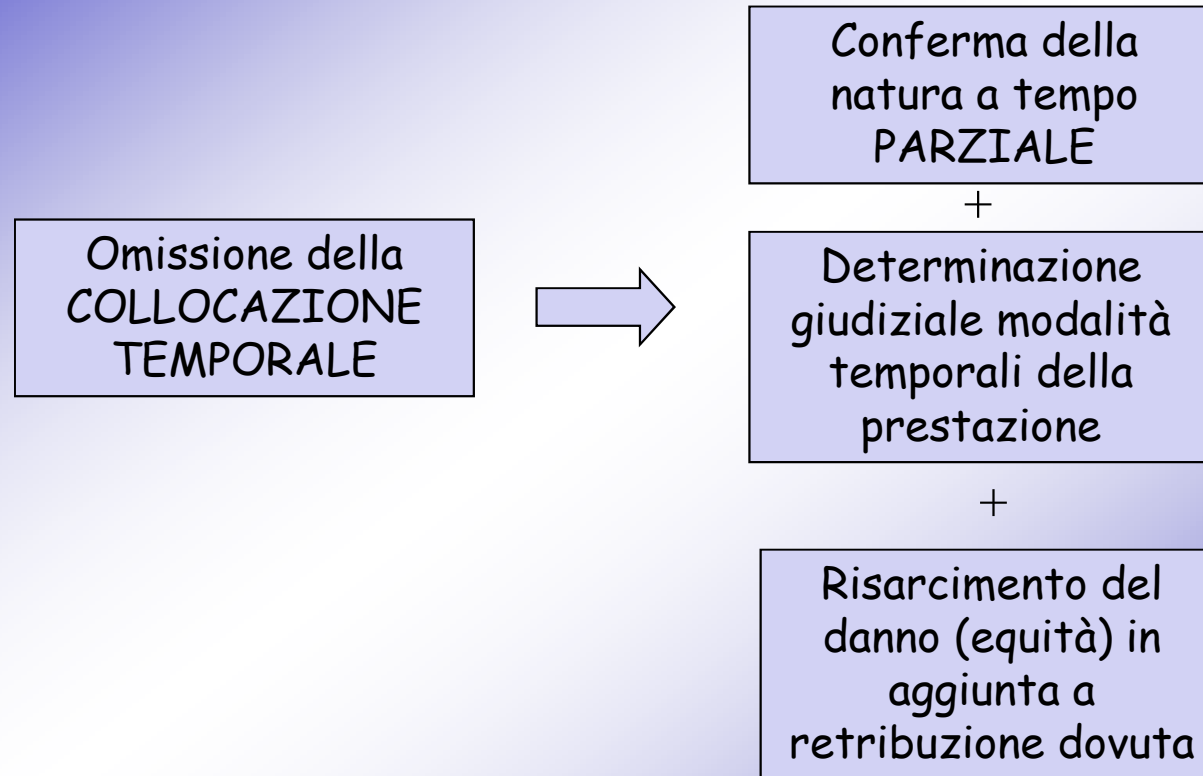 Omissione della
COLLOCAZIONE
TEMPORALE
Conferma della
natura a tempo
PARZIALE
+
Determinazione
giudiziale modalità
temporali della
prestazione
+
Risarcimento del
danno (equità) in
aggiunta a
retribuzione dovuta